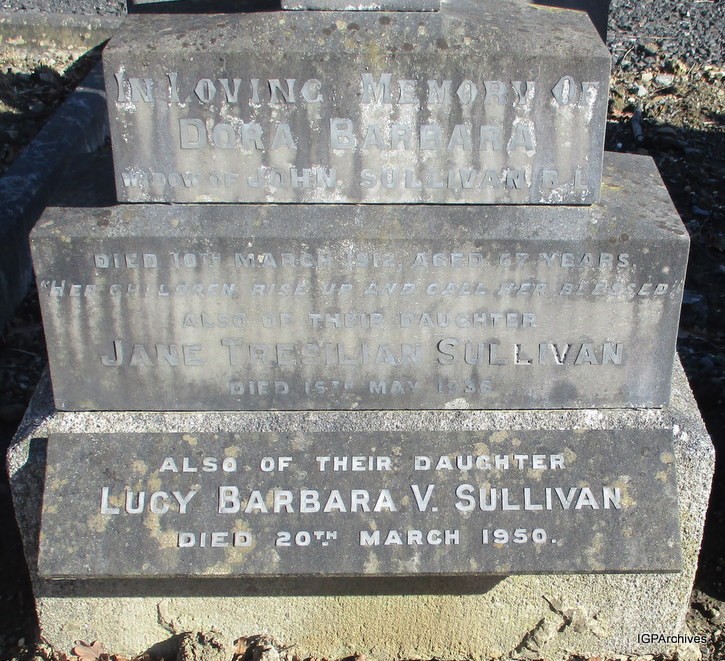 IN LOVING MEMORY OF
DORA BARBARA
WIDOW OF JOHN SULLIVAN
DIED 10TH MARCH 1912, AGED 67 YEARS.
"HER CHILDREN RISE UP AND CALL HER BLESSED"
ALSO OF THEIR DAUGHTER
JANE TRESILIAN SULLIVAN
DIED 15TH MAY
ALSO OF THEIR DAUGHTER
LUCY BARBARA V. SULLIVAN
DIED 20TH MARCH 1950.
IGPArchives